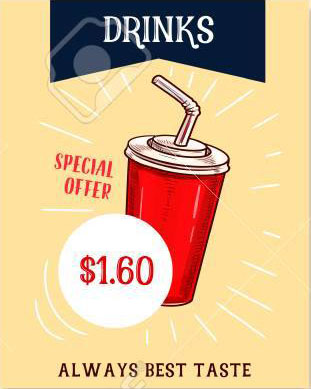 DRINKS
SPECIAL
OFFER
$1.60
ALWAYS BEST TASTE